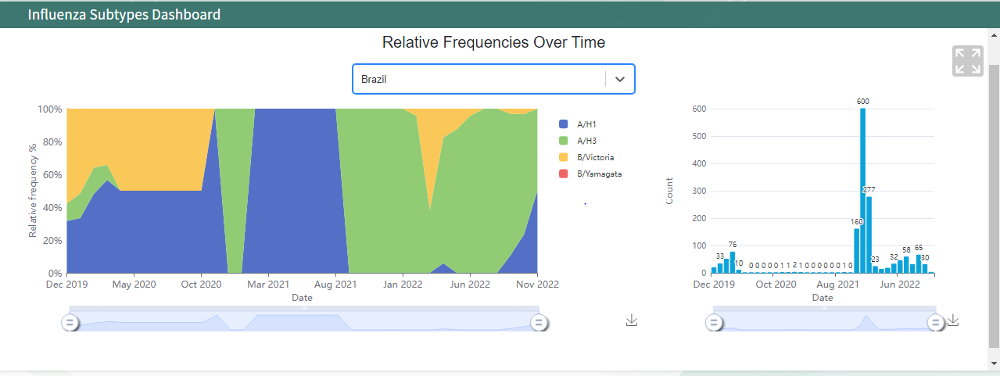 Influenza Subtypes Dashboard
Relative Frequencies Over Time
Brazil
100%
80%
60%
40%
20%
0%
Relative frequency %
Dec 2019 May 2020 Oct 2020 Mar 2021 Aug 2021 Jan 2022 Jun 2022 Nov 2022
Date
A/H1
A/H3
B/Victoria
B/Yamagata
600
500
400
300
200
100
0
Count
33 76 10 0 0 0 0 0 1 1 2 1 0 0 0 0 0 0 1 0 160 600 277 23 32 58 65 30
Dec 2019 Oct 2020 Aug 2021 Jun 2022
Date